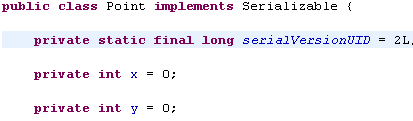 public class Point implements Serializable {
private static final long serialVersionUID = 2L,
private int x = 0;
private int y = 0;